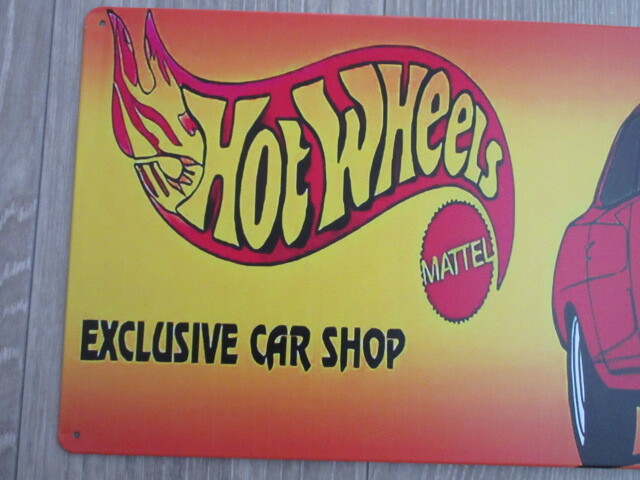 Hot Wheels
MATTEL
EXCLUSIVE CAR SHOP